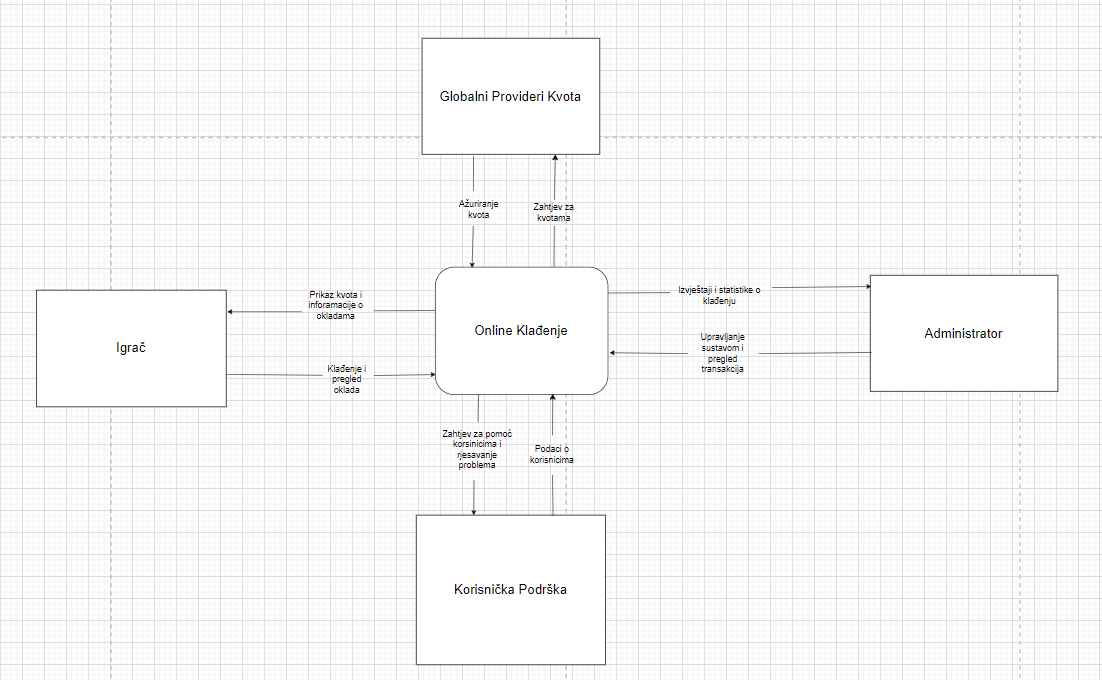 Globalni Provideri Kvota
Ažuriranje
kvota
Zahtjev za
kvotama
Prikaz kvota i
inforamacije o
okladama
Izvještaji i statistike o
klađenju
Online Klađenje
Igrač
Administrator
Upravljanje
sustavom i
pregled
transakcija
Klađenje i
pregled
oklada
Zahtjev za pomoć
korsinicima i
rjesavanje
problema
Podaci o
korisnicima
Korisnička Podrška